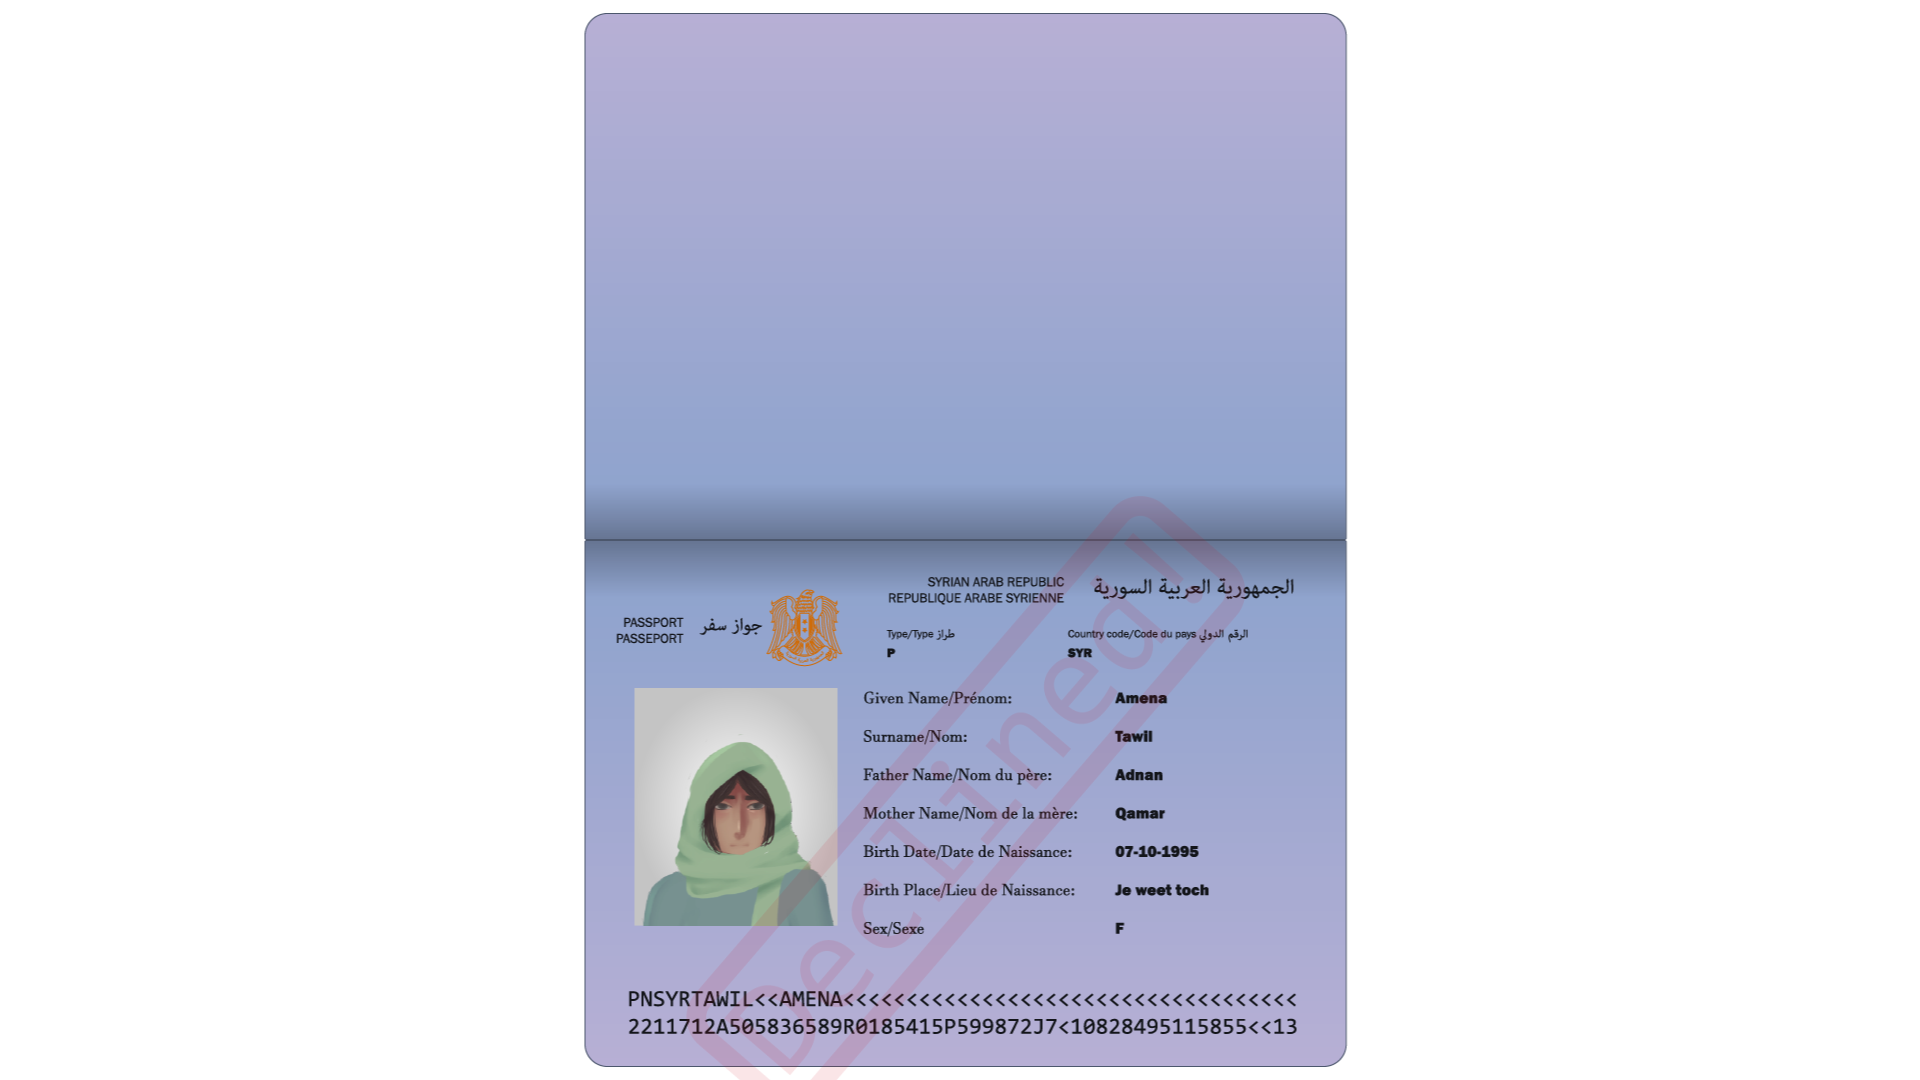 SYRIAN ARAB REPUBLIC
REPUBLIQUE ARABE SYRIENNE
الجمهورية العربية السورية
PASSPORT
PASSEPORT
جواز سفر
Type/Type طراز
P
Country code/Code du pays الرقم الدولي
SYR
Given Name/Prénom: Amena
Surname/Nom: Tawil
Father Name/Nom du père: Adnan
Mother Name/Nom de la mère: Qamar
Birth Date/Date de Naissance: 07-10-1995
Birth Place/Lieu de Naissance: Je weet toch
Sex/Sexe F
PNSYRTAWIL<<AMENA<<<<<<<<<<<<<<<<<<<<<<<<<<<<<<<<<<<<
2211712A505836589R0185415P599872J7<10828495115855<<13
Declined!